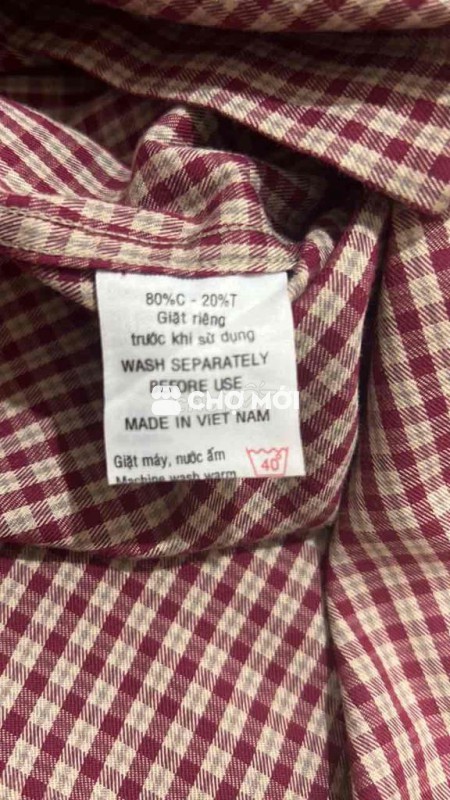 80%C - 20%T
Giặt riêng
trước khi sử dụng
WASH SEPARATELY
BEFORE USE
CHỢ MỚI
MADE IN VIET NAM
Giặt máy, nước ấm
40
Machine wash warm